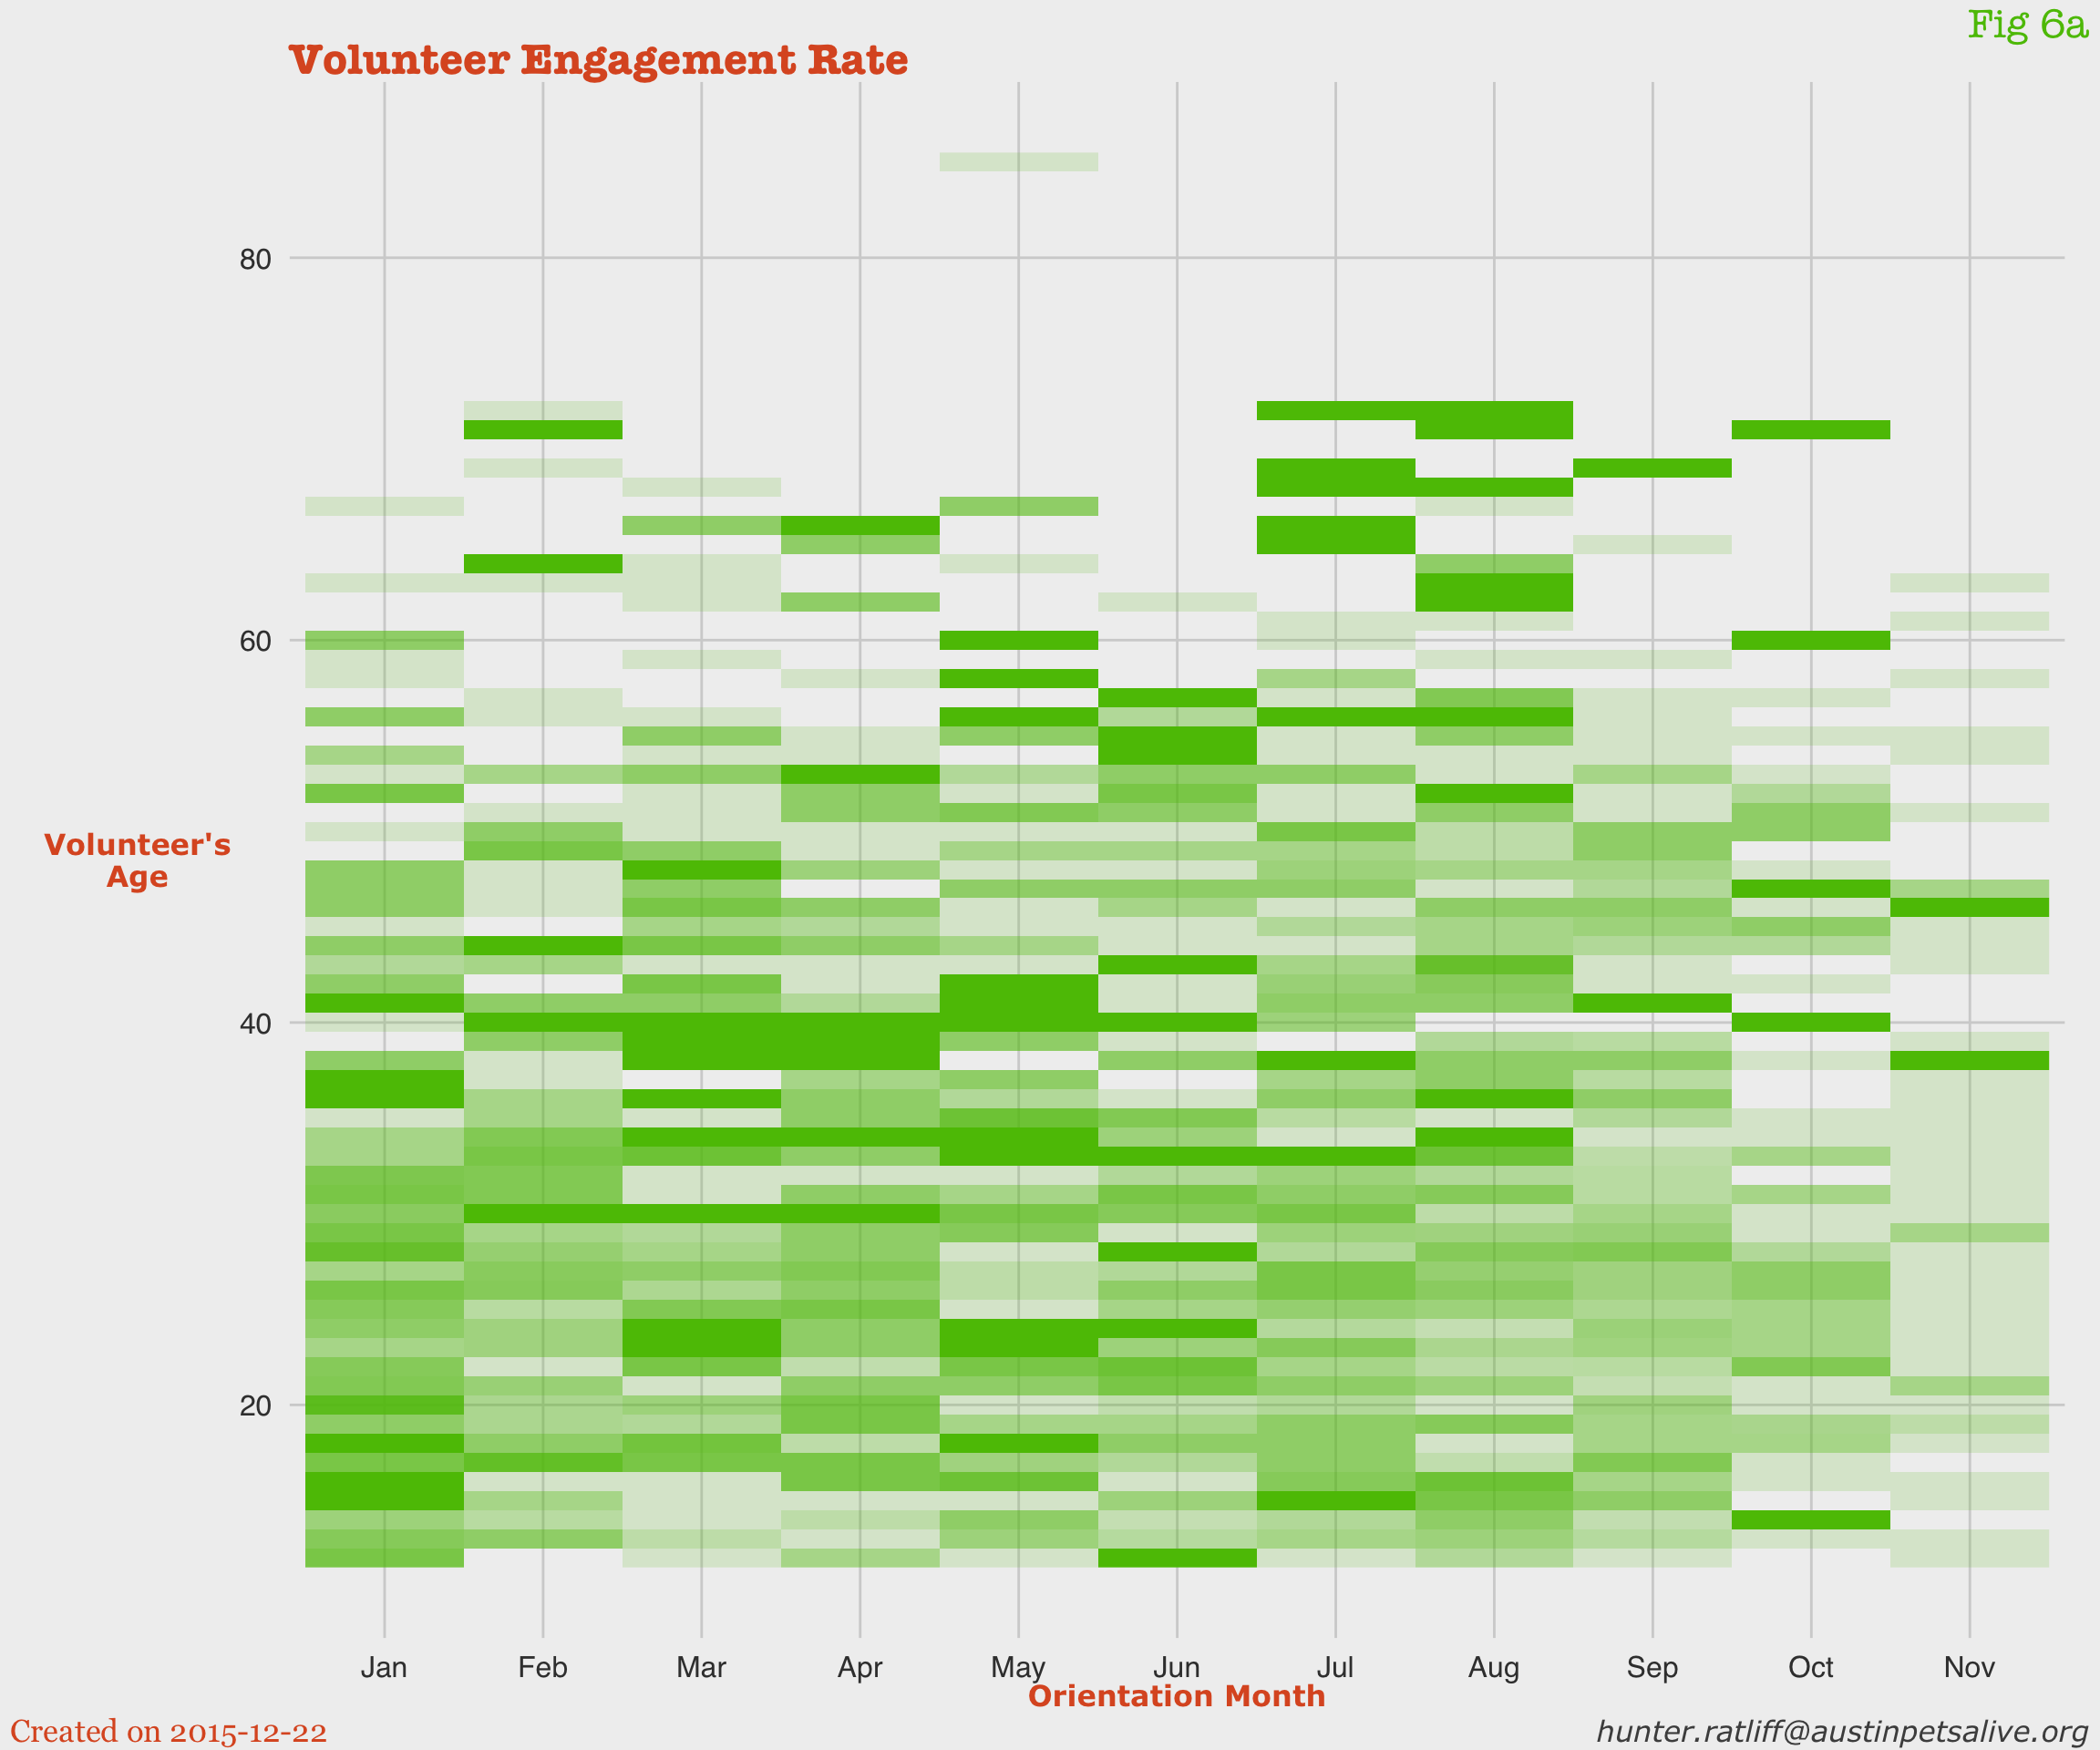 Fig 6a
Volunteer Engagement Rate
80
60
Volunteer's
Age
40
20
Jan Feb Mar Apr May Jun Jul Aug Sep Oct Nov
Orientation Month
Created on 2015-12-22
hunter.ratliff@austinpetsalive.org